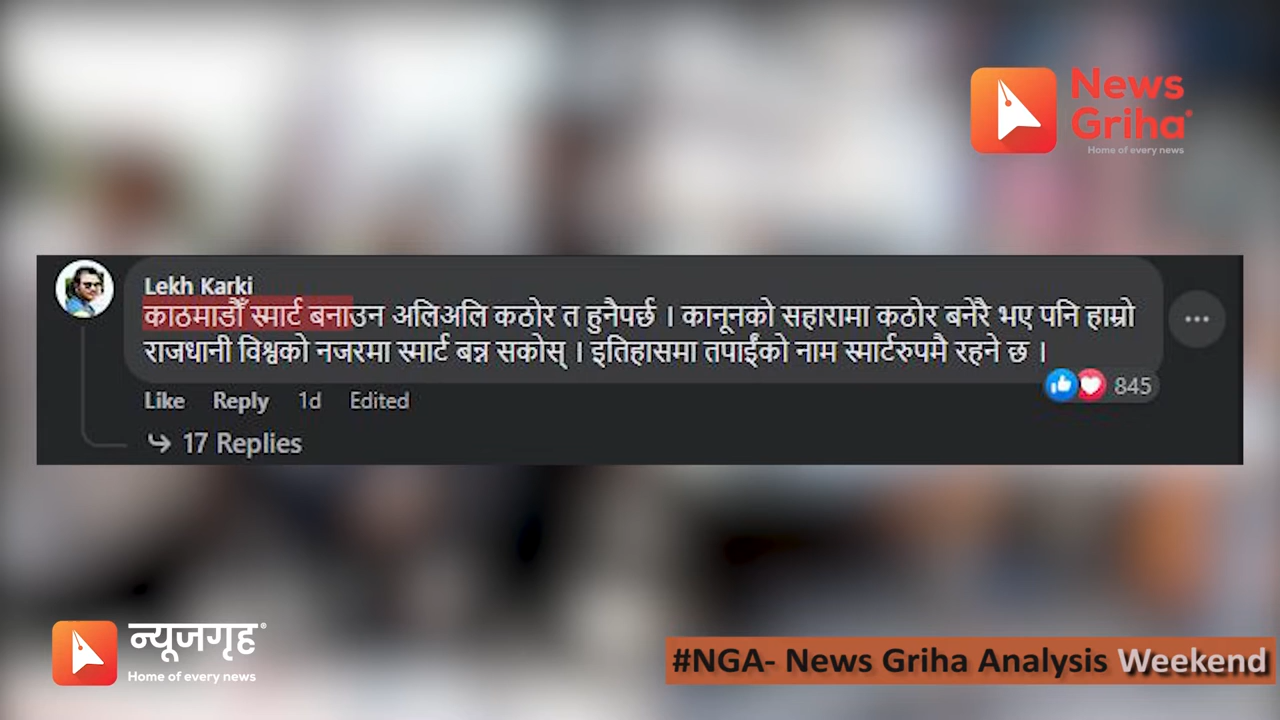 News
Griha
Home of every news
Lekh Karki
काठमाडौँ स्मार्ट बनाउन अलिअलि कठोर त हुनैपर्छ । कानूनको सहारामा कठोर बनेरै भए पनि हाम्रो
राजधानी विश्वको नजरमा स्मार्ट बन्न सकोस् । इतिहासमा तपाईंको नाम स्मार्टरुपमै रहने छ ।
845
Like Reply 1d Edited
17 Replies
न्यूजगृह
Home of every news
#NGA- News Griha Analysis Weekend